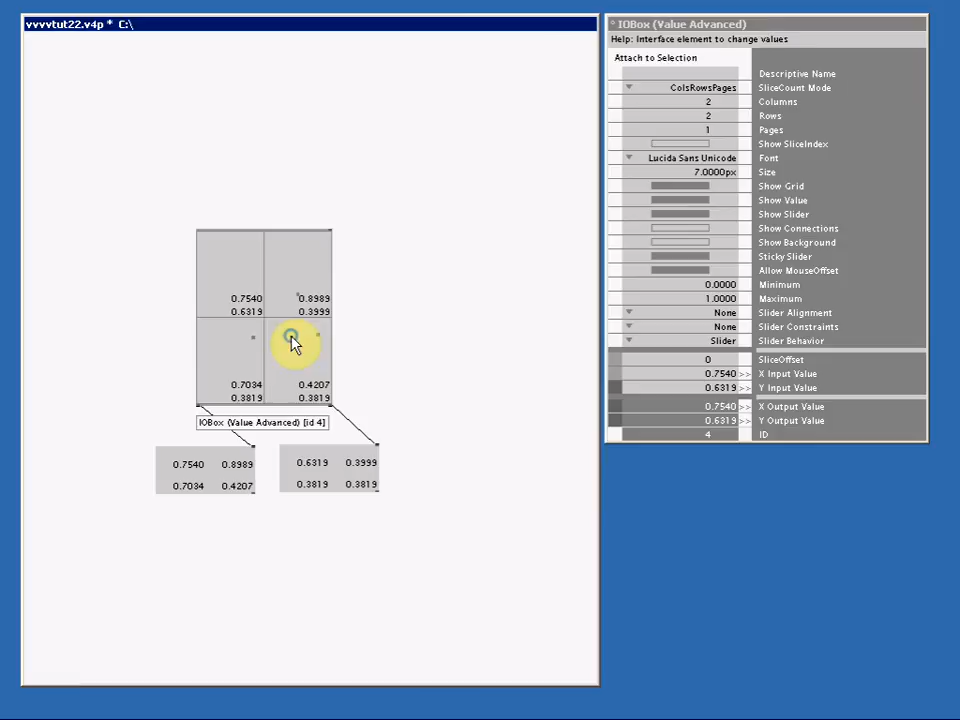 vvvvtut22.v4p * C:\
0.7540 0.8989
0.6319 0.3999
0.7034 0.4207
0.3819 0.3819
IOBox (Value Advanced) [id 4]
0.7540 0.8989
0.7034 0.4207
0.6319 0.3999
0.3819 0.3819
* IOBox (Value Advanced)
Help: Interface element to change values
Attach to Selection
Descriptive Name
ColsRowsPages SliceCount Mode
2 Columns
2 Rows
1 Pages
Show SliceIndex
Lucida Sans Unicode Font
7.0000px Size
Show Grid
Show Value
Show Slider
Show Connections
Show Background
Sticky Slider
Allow MouseOffset
0.0000 Minimum
1.0000 Maximum
None Slider Alignment
None Slider Constraints
Slider Slider Behavior
0 SliceOffset
0.7540 >> X Input Value
0.6319 >> Y Input Value
0.7540 >> X Output Value
0.6319 >> Y Output Value
4 ID